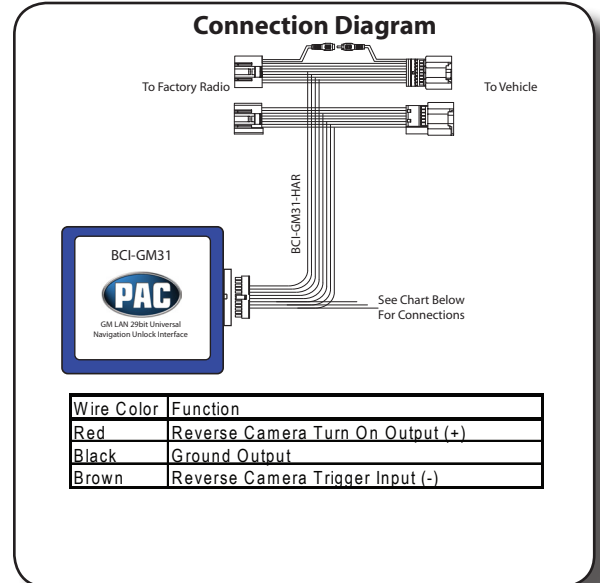 Connection Diagram
To Factory Radio
To Vehicle
BCI-GM31-HAR
BCI-GM31
PAC
GM LAN 29bit Universal
Navigation Unlock Interface
See Chart Below
For Connections
Wire Color Function
Red Reverse Camera Turn On Output (+)
Black Ground Output
Brown Reverse Camera Trigger Input (-)